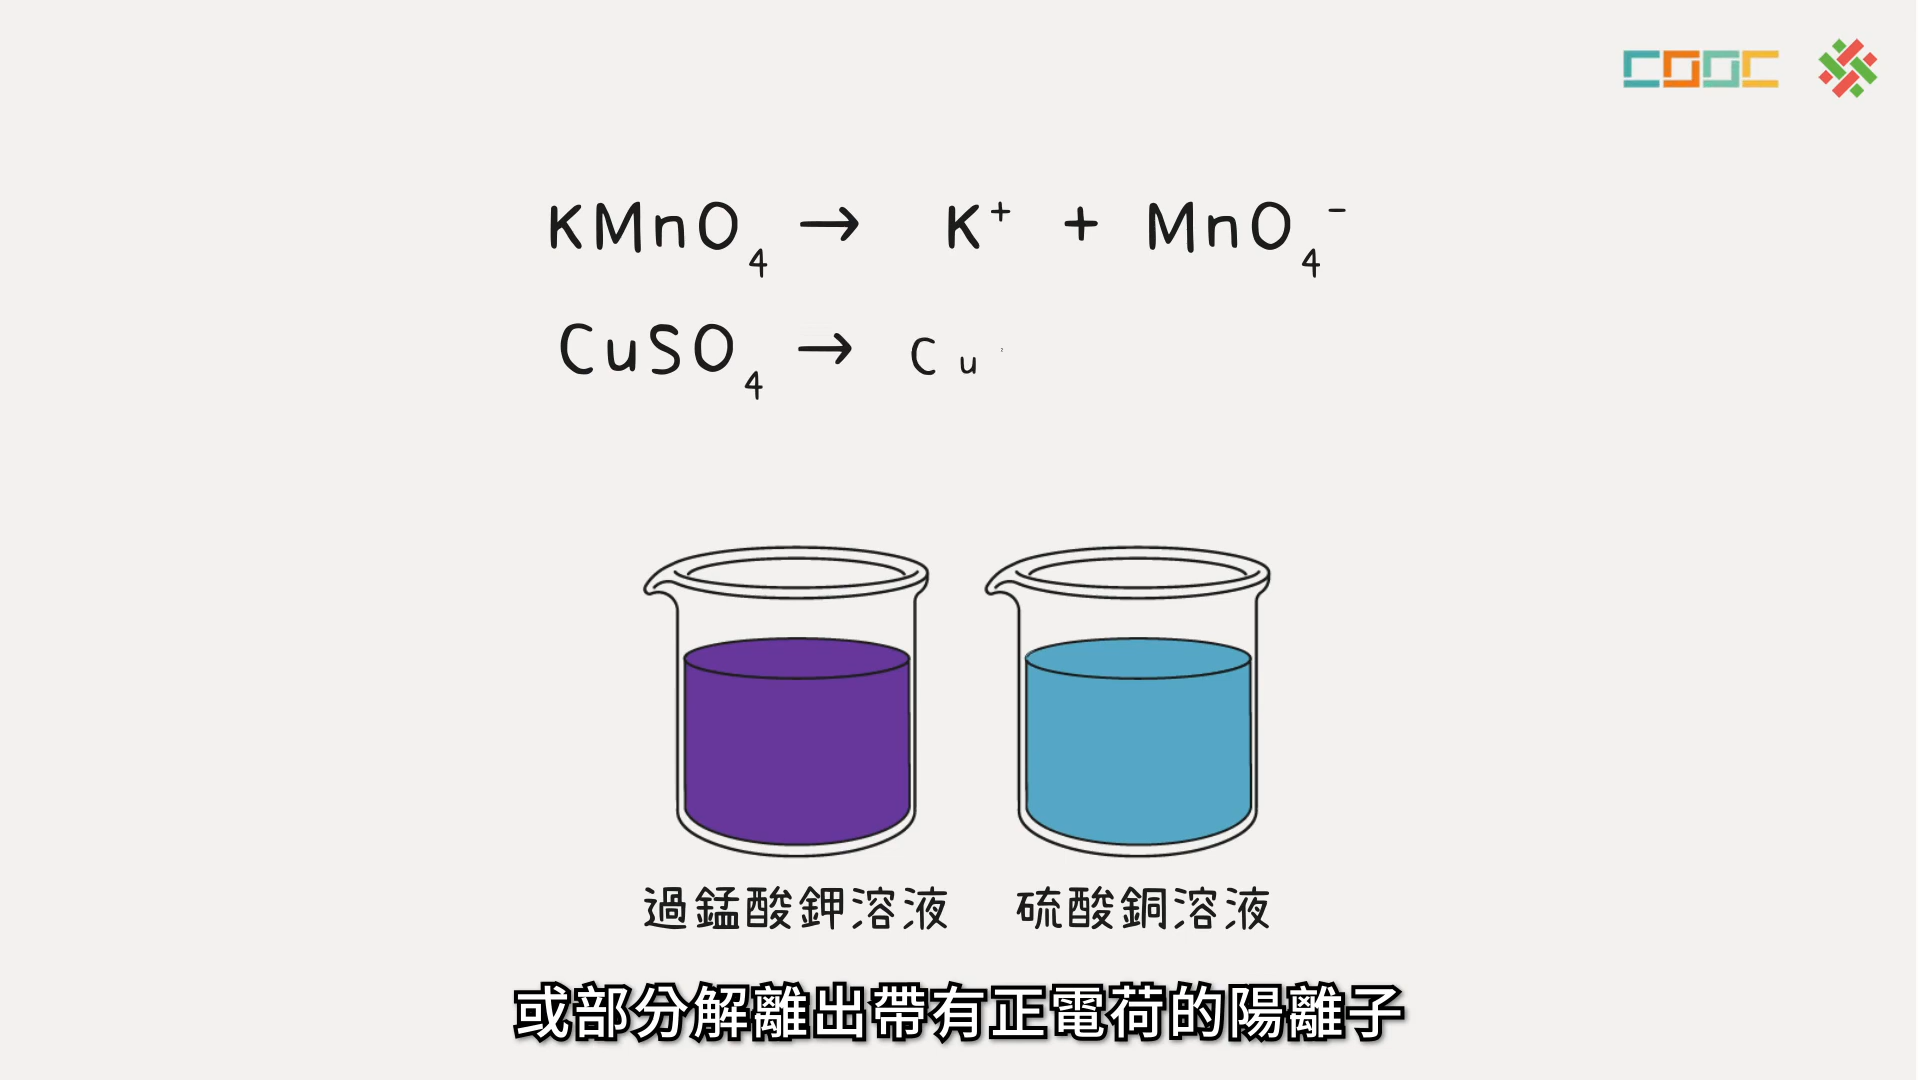 COOC
KMnO₄ → K⁺ + MnO₄⁻
CuSO₄ → Cu
過錳酸鉀溶液 硫酸銅溶液
或部分解離出帶有正電荷的陽離子